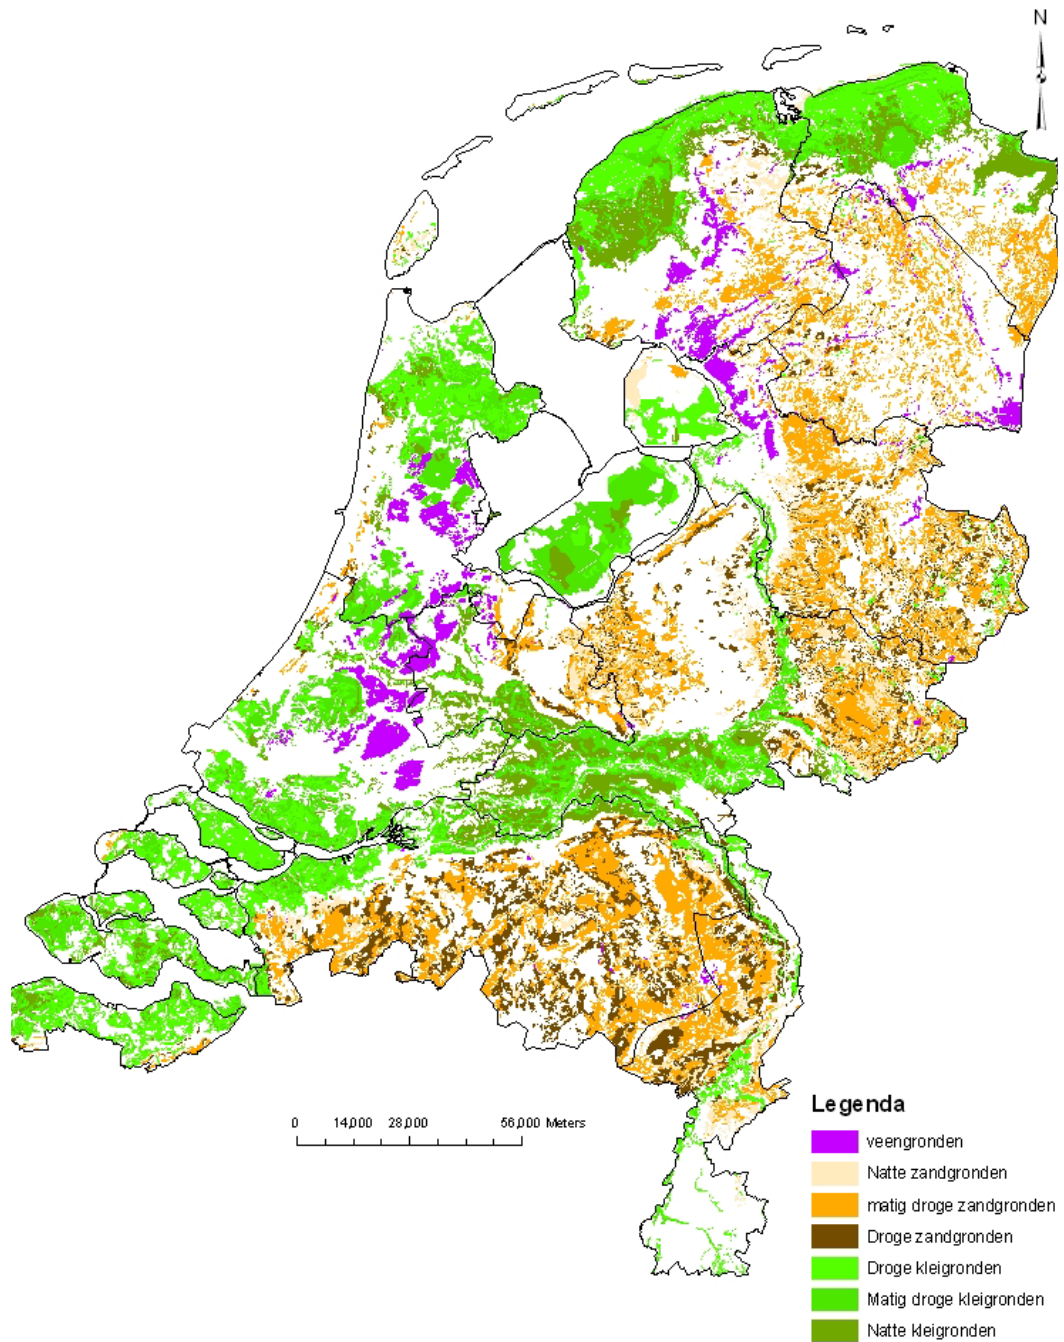 N
0 14,000 28,000 56,000 Meters
Legenda
veengronden
Natte zandgronden
matig droge zandgronden
Droge zandgronden
Droge kleigronden
Matig droge kleigronden
Natte kleigronden